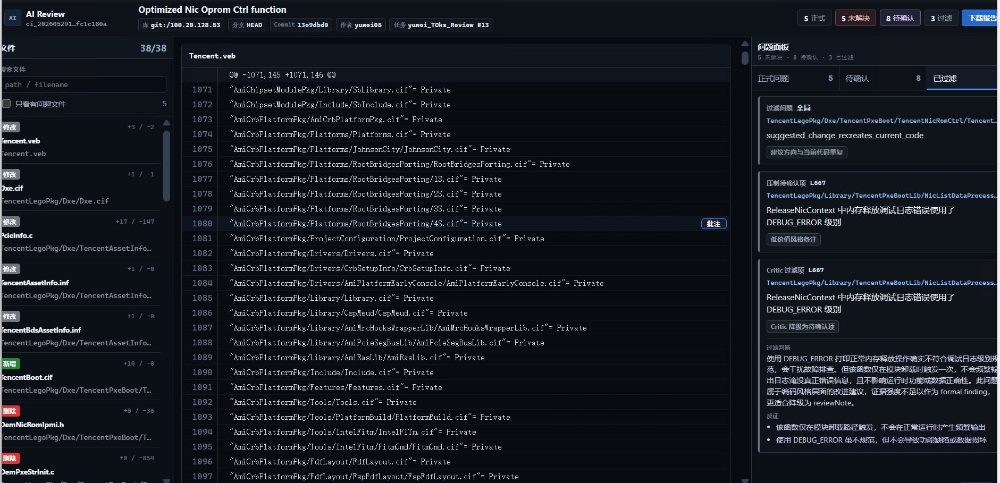 AI
AI Review
ci_202605291…fc1c180a
Optimized Nic Oprom Ctrl function
库 git:/100.20.128.53
分支 HEAD
Commit 13e9dbd0
作者 yuwei05
任务 yuwei_TOks_Review #13
5 正式
5 未解决
8 待确认
3 过滤
下载报告
文件
38/38
搜索文件
path / filename
只看有问题文件
5
修改
+3 / -2
Tencent.veb
Tencent.veb
修改
+1 / -1
Dxe.cif
TencentLegoPkg/Dxe/Dxe.cif
修改
+17 / -147
PcieInfo.c
TencentLegoPkg/Dxe/TencentAssetInfo…
修改
+1 / -0
TencentAssetInfo.inf
TencentLegoPkg/Dxe/TencentAssetInfo…
修改
+1 / -0
TencentBdsAssetInfo.inf
TencentLegoPkg/Dxe/TencentAssetInfo…
新增
+10 / -0
TencentBoot.cif
TencentLegoPkg/Dxe/TencentPxeBoot/T…
删除
+0 / -36
OemNicRomIpmi.h
TencentLegoPkg/Dxe/TencentPxeBoot/T…
删除
+0 / -854
OemPxeStrInit.c
Tencent.veb
@@ -1071,145 +1071,146 @@
1071 "AmiChipsetModulePkg/Library/SbLibrary.cif"= Private
1072 "AmiChipsetModulePkg/Include/SbInclude.cif"= Private
1073 "AmiCrbPlatformPkg/AmiCrbPlatformPkg.cif"= Private
1074 "AmiCrbPlatformPkg/Platforms/Platforms.cif"= Private
1075 "AmiCrbPlatformPkg/Platforms/JohnsonCity/JohnsonCity.cif"= Private
1076 "AmiCrbPlatformPkg/Platforms/RootBridgesPorting/RootBridgesPorting.cif"= Private
1077 "AmiCrbPlatformPkg/Platforms/RootBridgesPorting/1S.cif"= Private
1078 "AmiCrbPlatformPkg/Platforms/RootBridgesPorting/2S.cif"= Private
1079 "AmiCrbPlatformPkg/Platforms/RootBridgesPorting/3S.cif"= Private
1080 "AmiCrbPlatformPkg/Platforms/RootBridgesPorting/4S.cif"= Private
批注
1081 "AmiCrbPlatformPkg/ProjectConfiguration/ProjectConfiguration.cif"= Private
1082 "AmiCrbPlatformPkg/Drivers/Drivers.cif"= Private
1083 "AmiCrbPlatformPkg/Drivers/CrbSetupInfo/CrbSetupInfo.cif"= Private
1084 "AmiCrbPlatformPkg/Drivers/AmiPlatformEarlyConsole/AmiPlatformEarlyConsole.cif"= Private
1085 "AmiCrbPlatformPkg/Library/Library.cif"= Private
1086 "AmiCrbPlatformPkg/Library/CspMeud/CspMeud.cif"= Private
1087 "AmiCrbPlatformPkg/Library/AmiMrcHooksWrapperLib/AmiMrcHooksWrapperLib.cif"= Private
1088 "AmiCrbPlatformPkg/Library/AmiPcieSegBusLib/AmiPcieSegBusLib.cif"= Private
1089 "AmiCrbPlatformPkg/Library/AmiRasLib/AmiRasLib.cif"= Private
1090 "AmiCrbPlatformPkg/Include/Include.cif"= Private
1091 "AmiCrbPlatformPkg/Features/Features.cif"= Private
1092 "AmiCrbPlatformPkg/Tools/Tools.cif"= Private
1093 "AmiCrbPlatformPkg/Tools/PlatformBuild/PlatformBuild.cif"= Private
1094 "AmiCrbPlatformPkg/Tools/IntelFitm/IntelFITm.cif"= Private
1095 "AmiCrbPlatformPkg/Tools/IntelFitm/FitmCmd/FitmCmd.cif"= Private
1096 "AmiCrbPlatformPkg/FdfLayout/FdfLayout.cif"= Private
1097 "AmiCrbPlatformPkg/FdfLayout/FspFdfLayout/FspFdfLayout.cif"= Private
问题面板
5 未解决 · 8 待确认 · 3 已过滤
正式问题 5
待确认 8
已过滤
过滤问题 全局
TencentLegoPkg/Dxe/TencentPxeBoot/TencentNicRomCtrl/Tencent…
suggested_change_recreates_current_code
建议方向与当前代码重复
压制待确认项 L667
TencentLegoPkg/Library/TencentPxeBootLib/NicListDataProcess…
ReleaseNicContext 中内存释放调试日志错误使用了
DEBUG_ERROR 级别
低价值风格备注
Critic 过滤项 L667
TencentLegoPkg/Library/TencentPxeBootLib/NicListDataProcess…
ReleaseNicContext 中内存释放调试日志错误使用了
DEBUG_ERROR 级别
Critic 降级为待确认项
过滤判断
使用 DEBUG_ERROR 打印正常内存释放操作确实不符合调试日志级别规
范，会干扰故障排查。但该函数仅在模块卸载时触发一次，不会频繁输
出日志淹没真正错误信息，且不影响运行时功能或数据正确性。此问题
属于编码风格层面的改进建议，证据强度不足以作为 formal finding，
更适合降级为 reviewNote。
反证
• 该函数仅在模块卸载路径触发，不会在正常运行时产生频繁输出
• 使用 DEBUG_ERROR 虽不规范，但不会导致功能缺陷或数据损坏